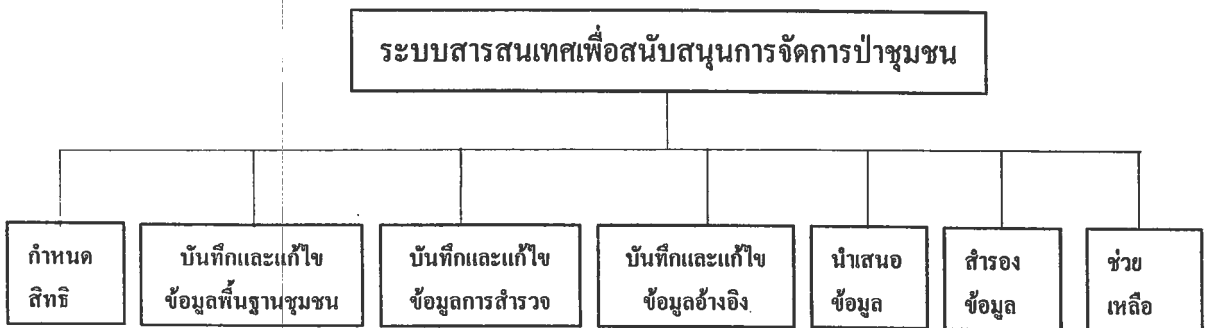 ระบบสารสนเทศเพื่อสนับสนุนการจัดการป่าชุมชน
กำหนด
สิทธิ
บันทึกและแก้ไข
ข้อมูลพื้นฐานชุมชน
บันทึกและแก้ไข
ข้อมูลการสำรวจ
บันทึกและแก้ไข
ข้อมูลอ้างอิง
นำเสนอ
ข้อมูล
สำรอง
ข้อมูล
ช่วย
เหลือ